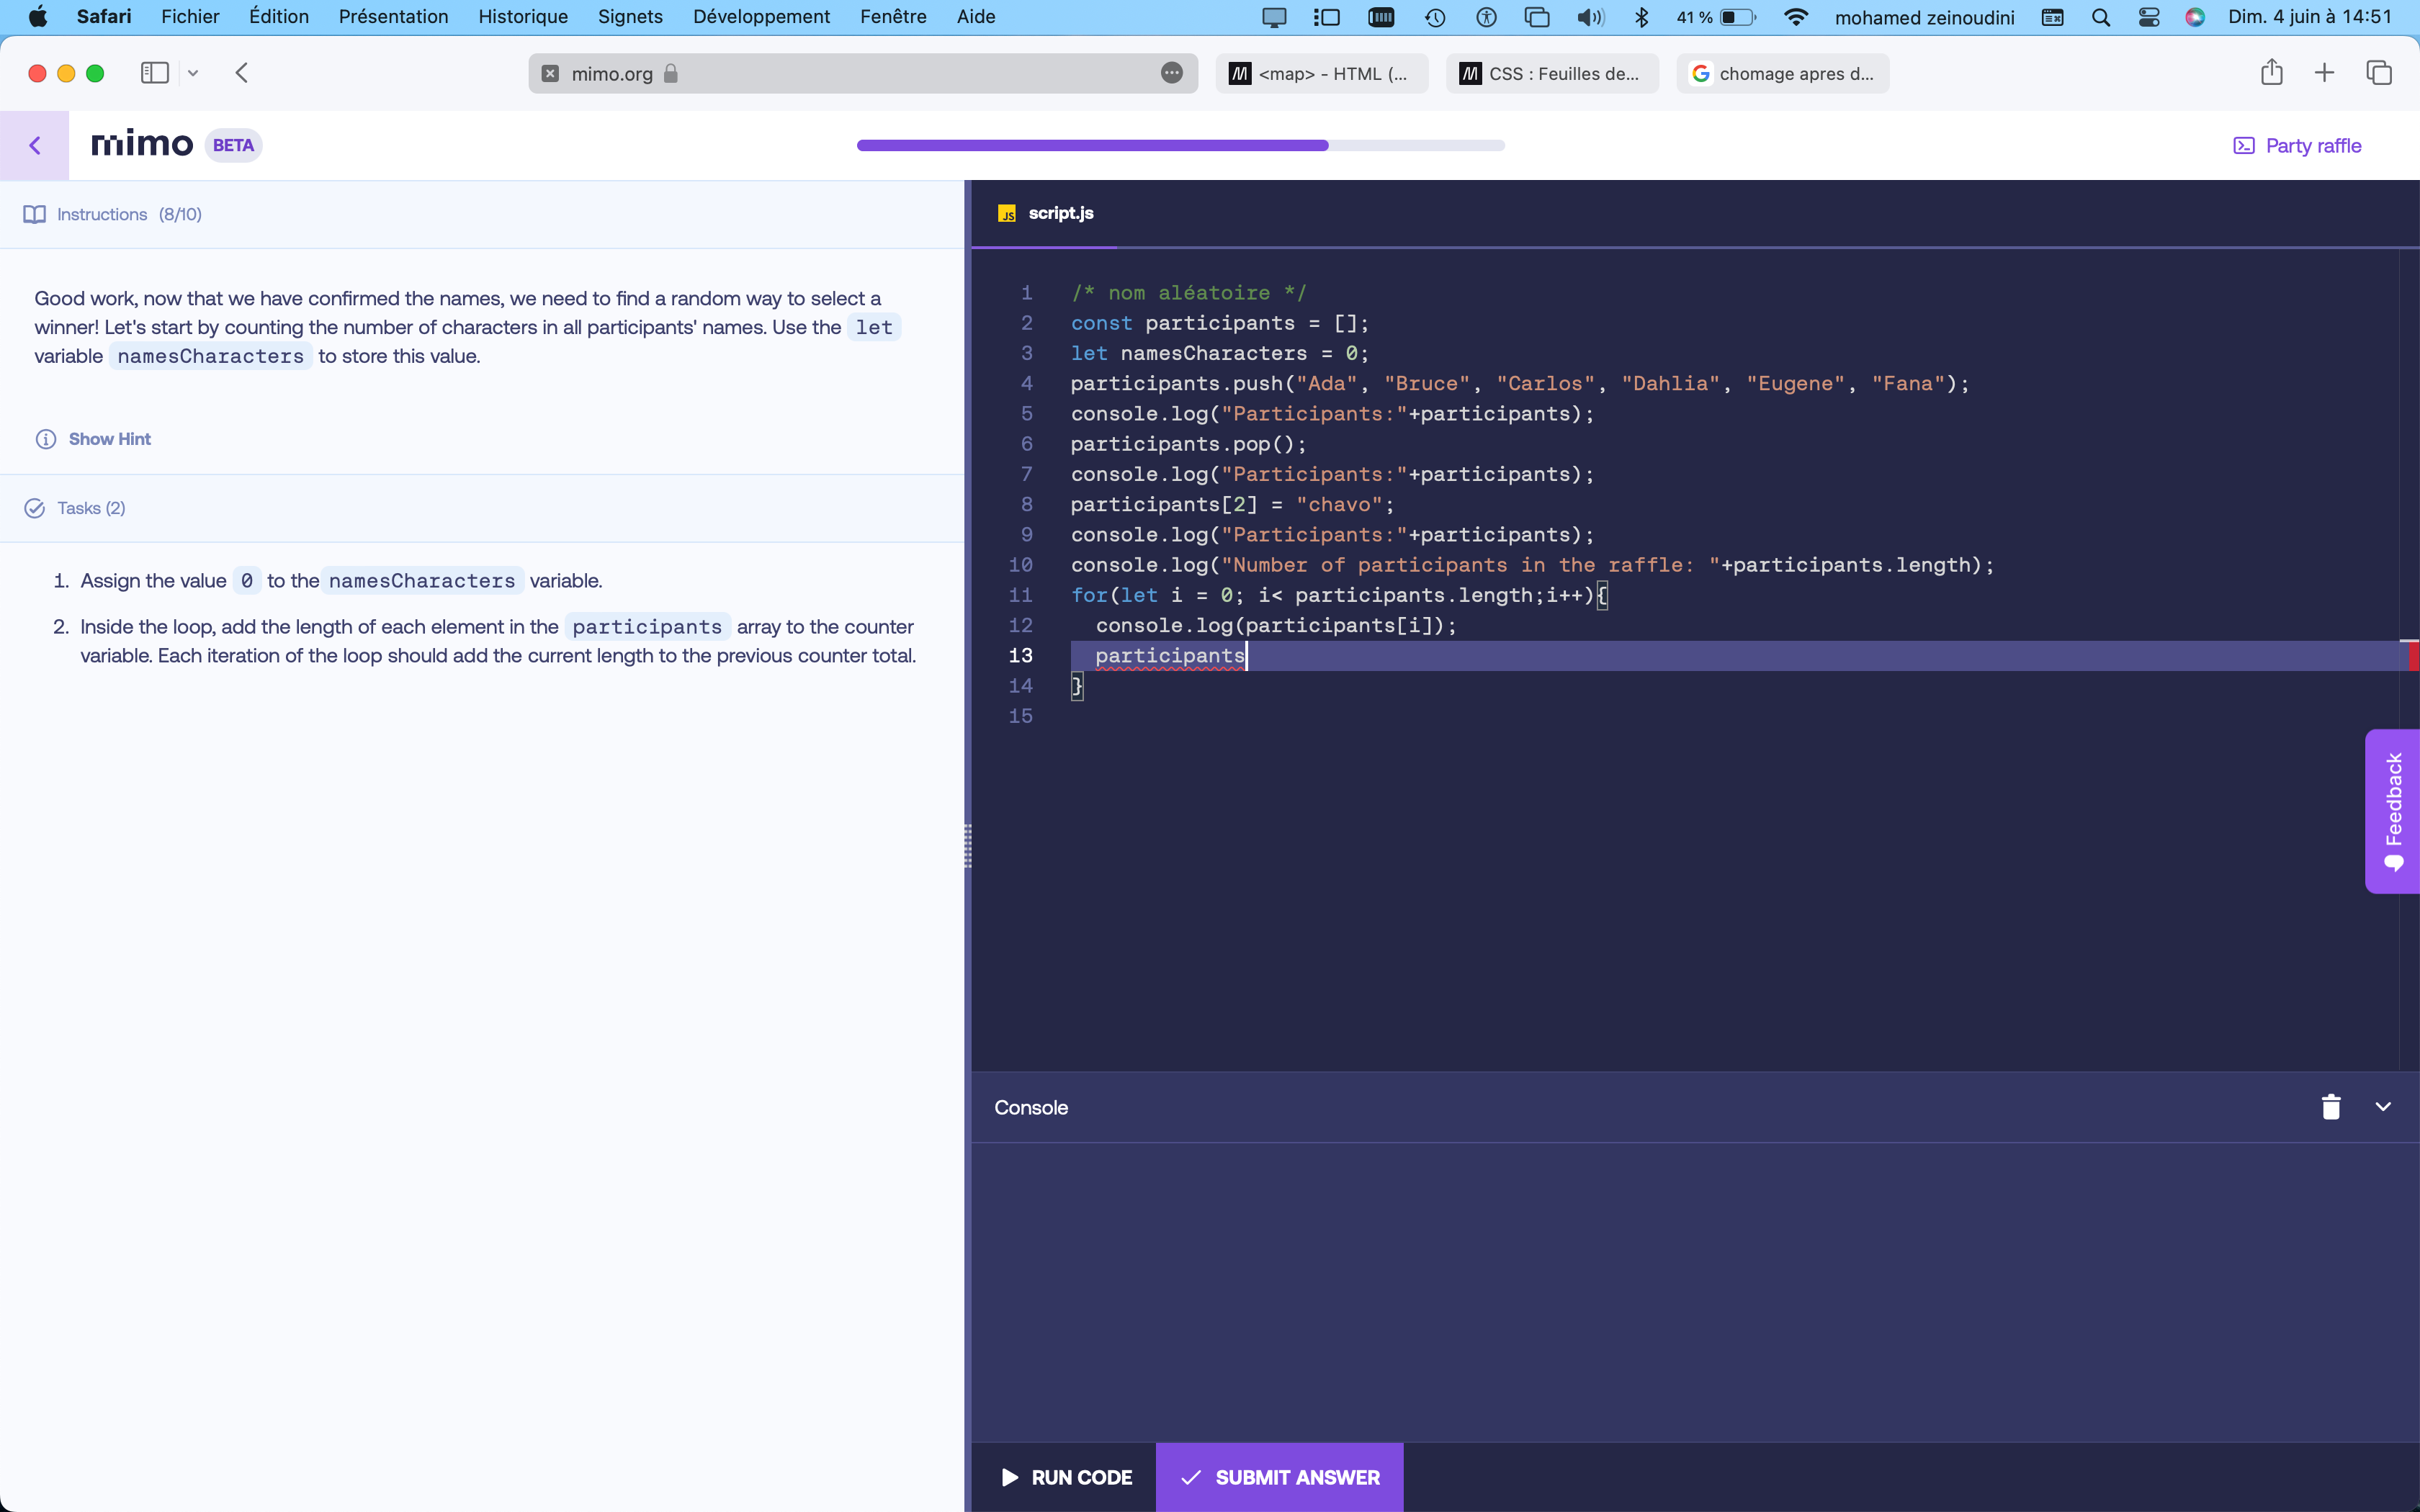 Safari Fichier Édition Présentation Historique Signets Développement Fenêtre Aide 41 % mohamed zeinoudini Dim. 4 juin à 14:51
mimo.org <map> - HTML (... CSS : Feuilles de... chomage apres d...
mimo BETA Party raffle
Instructions (8/10)
Good work, now that we have confirmed the names, we need to find a random way to select a
winner! Let's start by counting the number of characters in all participants' names. Use the let
variable namesCharacters to store this value.
Show Hint
Tasks (2)
1. Assign the value 0 to the namesCharacters variable.
2. Inside the loop, add the length of each element in the participants array to the counter
variable. Each iteration of the loop should add the current length to the previous counter total.
JS script.js
1 /* nom aléatoire */
2 const participants = [];
3 let namesCharacters = 0;
4 participants.push("Ada", "Bruce", "Carlos", "Dahlia", "Eugene", "Fana");
5 console.log("Participants:"+participants);
6 participants.pop();
7 console.log("Participants:"+participants);
8 participants[2] = "chavo";
9 console.log("Participants:"+participants);
10 console.log("Number of participants in the raffle: "+participants.length);
11 for(let i = 0; i< participants.length;i++){
12 console.log(participants[i]);
13 participants
14 }
15
Feedback
Console
RUN CODE SUBMIT ANSWER